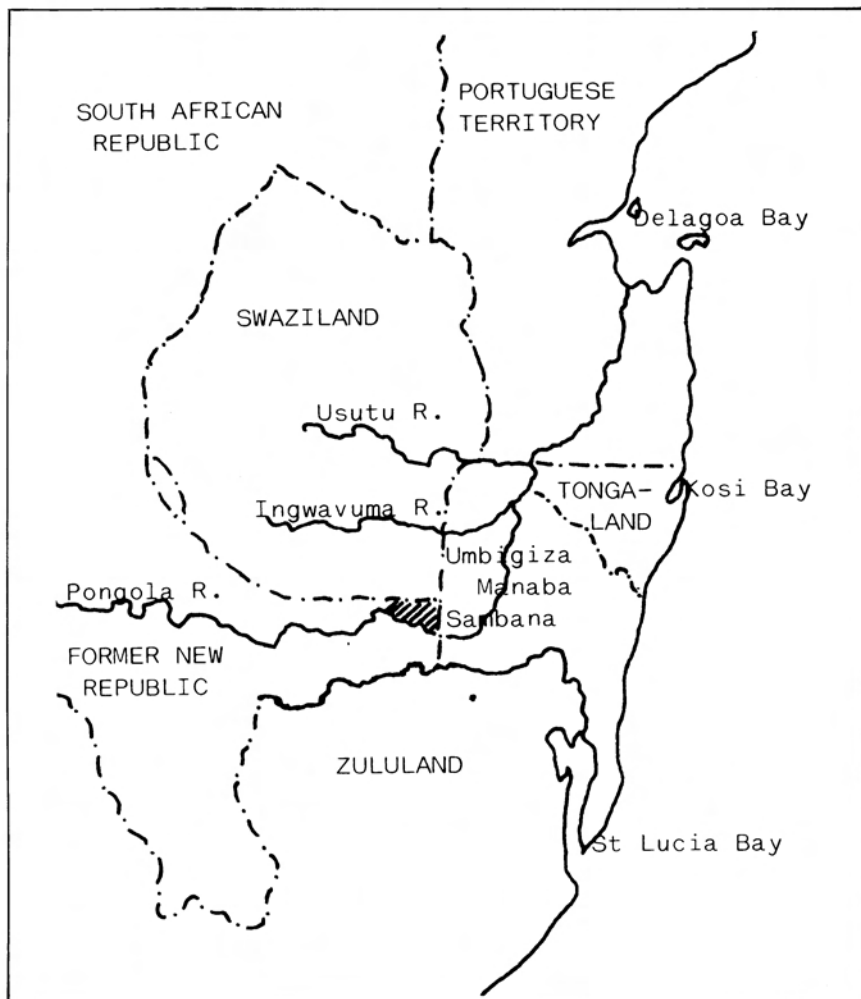 SOUTH AFRICAN
REPUBLIC
PORTUGUESE
TERRITORY
Delagoa Bay
SWAZILAND
Usutu R.
TONGA-
LAND
Kosi Bay
Ingwavuma R.
Umbigiza
Manaba
Sambana
Pongola R.
FORMER NEW
REPUBLIC
ZULULAND
St Lucia Bay